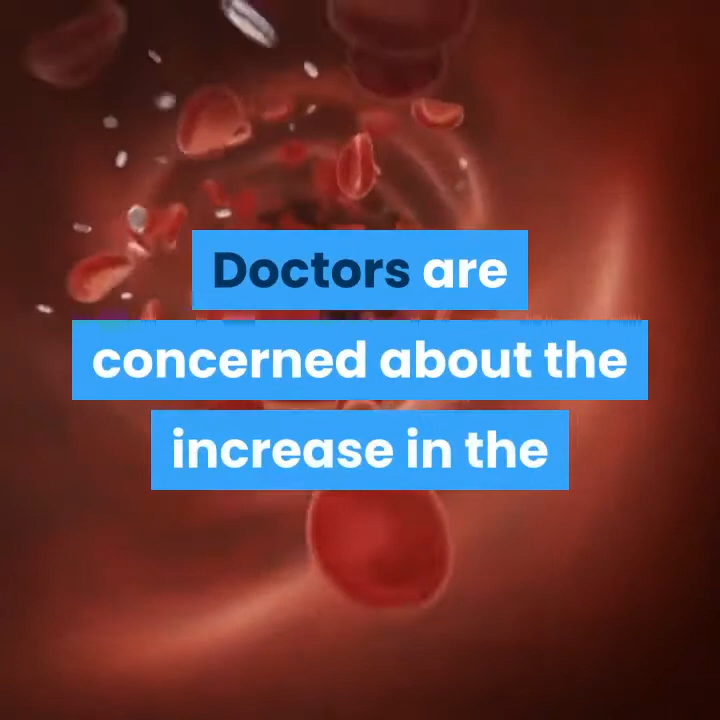 Doctors are
concerned about the
increase in the